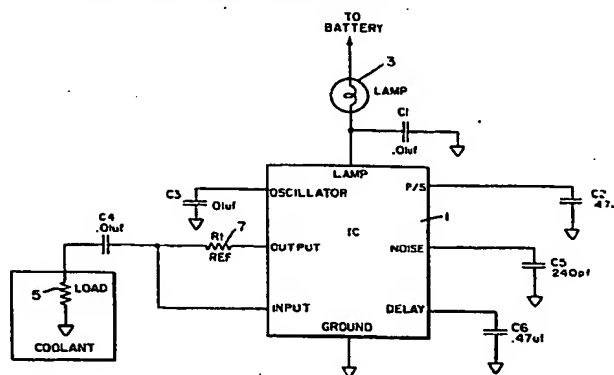 TO
BATTERY
3
LAMP
C1
.01uf
LAMP
OSCILLATOR
P/S
C3
01uf
C2
.47
1
IC
C4
.01uf
R1
7
REF
OUTPUT
NOISE
C5
240pf
5
LOAD
INPUT
DELAY
C6
.47uf
GROUND
COOLANT